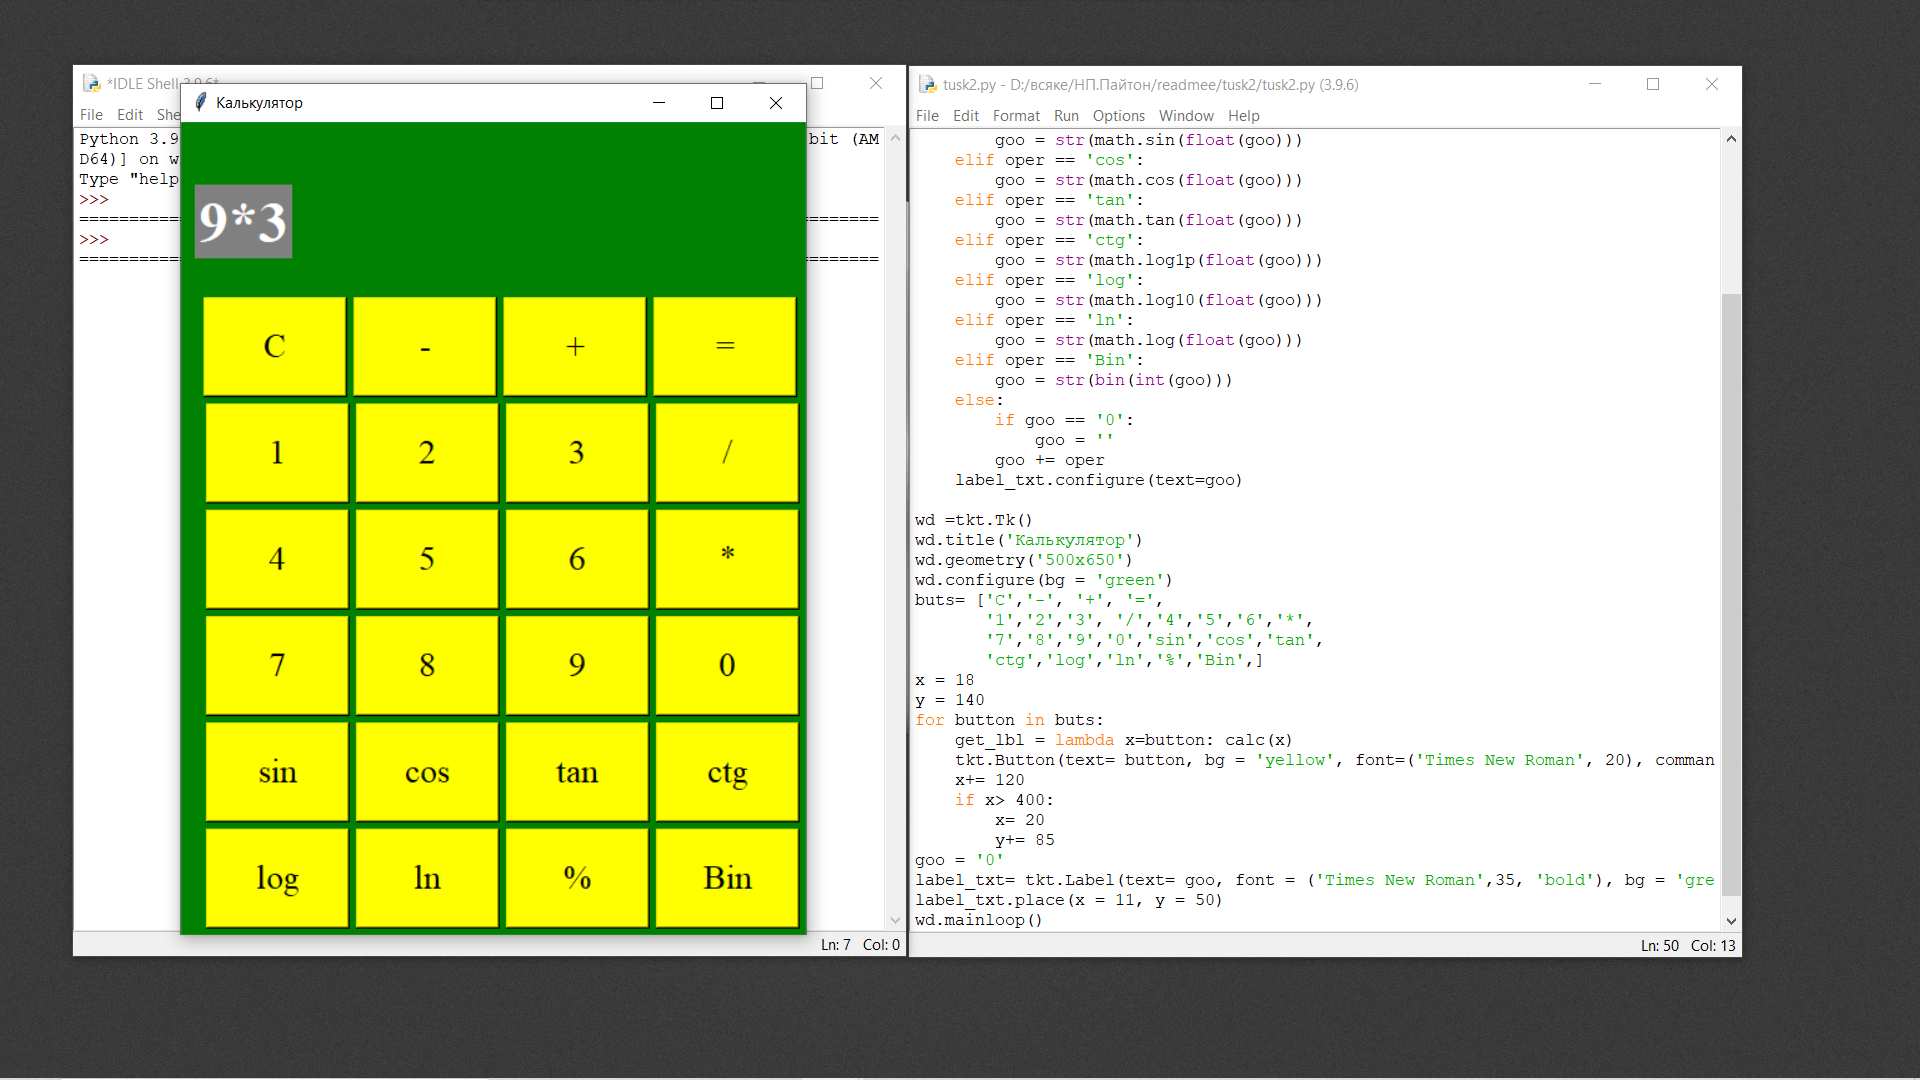 *IDLE Shell 3.9.6*
File Edit She
Python 3.9
bit (AM
D64)] on w
Type "help
>>>
===========
========
>>>
===========
========
Ln: 7 Col: 0
Калькулятор
9*3
C - + =
1 2 3 /
4 5 6 *
7 8 9 0
sin cos tan ctg
log ln % Bin
tusk2.py - D:/всяке/НП.Пайтон/readmee/tusk2/tusk2.py (3.9.6)
File Edit Format Run Options Window Help
goo = str(math.sin(float(goo)))
elif oper == 'cos':
goo = str(math.cos(float(goo)))
elif oper == 'tan':
goo = str(math.tan(float(goo)))
elif oper == 'ctg':
goo = str(math.log1p(float(goo)))
elif oper == 'log':
goo = str(math.log10(float(goo)))
elif oper == 'ln':
goo = str(math.log(float(goo)))
elif oper == 'Bin':
goo = str(bin(int(goo)))
else:
if goo == '0':
goo = ''
goo += oper
label_txt.configure(text=goo)
wd =tkt.Tk()
wd.title('Калькулятор')
wd.geometry('500x650')
wd.configure(bg = 'green')
buts= ['C','-', '+', '=',
'1','2','3', '/','4','5','6','*',
'7','8','9','0','sin','cos','tan',
'ctg','log','ln','%','Bin',]
x = 18
y = 140
for button in buts:
get_lbl = lambda x=button: calc(x)
tkt.Button(text= button, bg = 'yellow', font=('Times New Roman', 20), comman
x+= 120
if x> 400:
x= 20
y+= 85
goo = '0'
label_txt= tkt.Label(text= goo, font = ('Times New Roman',35, 'bold'), bg = 'gre
label_txt.place(x = 11, y = 50)
wd.mainloop()
Ln: 50 Col: 13